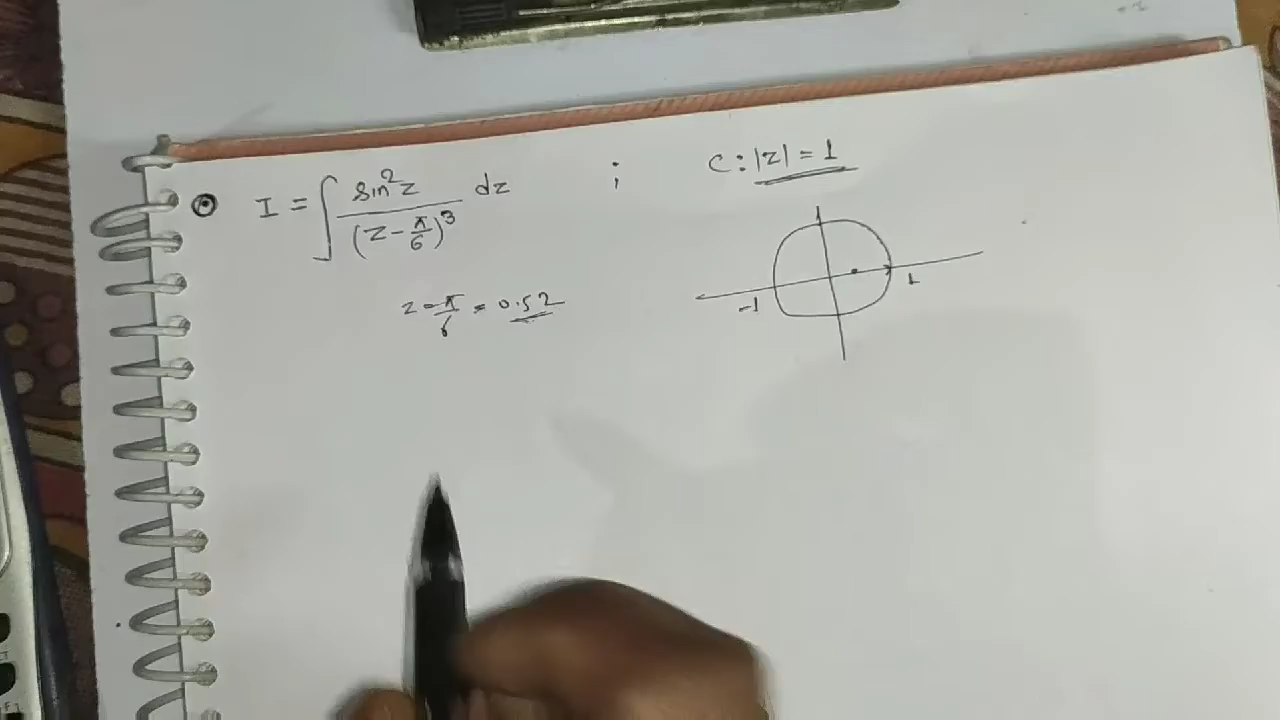 I = ∫ sin²z / (z - π/6)³ dz ; C : |z| = 1
z = π/6 = 0.52
-1 1